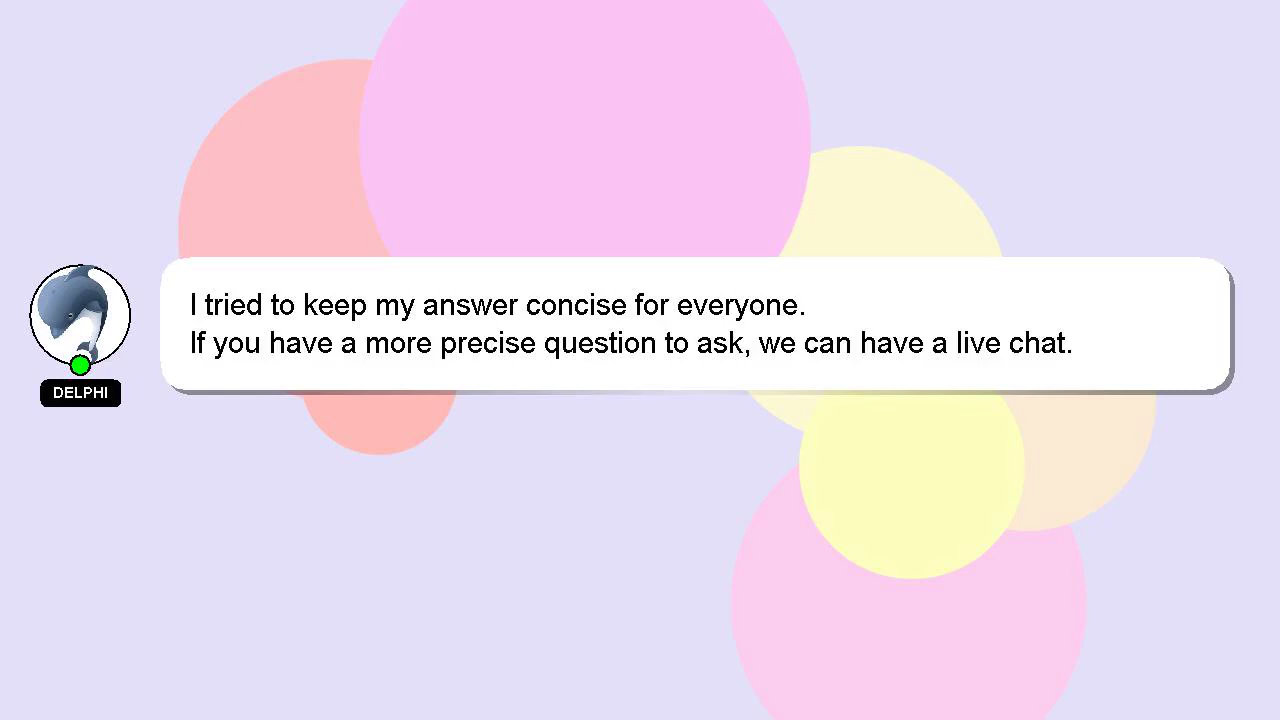 I tried to keep my answer concise for everyone.
If you have a more precise question to ask, we can have a live chat.
DELPHI